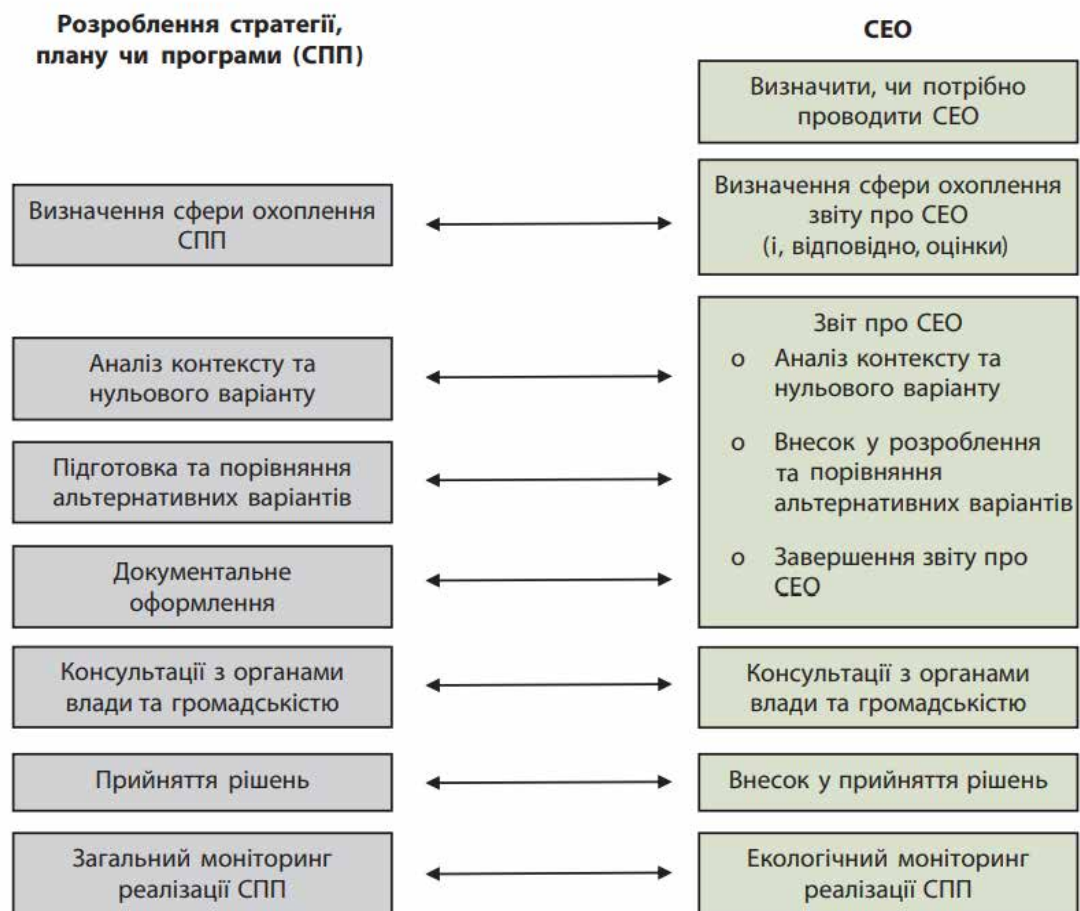 Розроблення стратегії,
плану чи програми (СПП)
СЕО
Визначити, чи потрібно
проводити СЕО
Визначення сфери охоплення
СПП
Визначення сфери охоплення
звіту про СЕО
(і, відповідно, оцінки)
Аналіз контексту та
нульового варіанту
Підготовка та порівняння
альтернативних варіантів
Документальне
оформлення
Звіт про СЕО
o Аналіз контексту та
нульового варіанту
o Внесок у розроблення
та порівняння
альтернативних варіантів
o Завершення звіту про
СЕО
Консультації з органами
влади та громадськістю
Консультації з органами
влади та громадськістю
Прийняття рішень
Внесок у прийняття рішень
Загальний моніторинг
реалізації СПП
Екологічний моніторинг
реалізації СПП